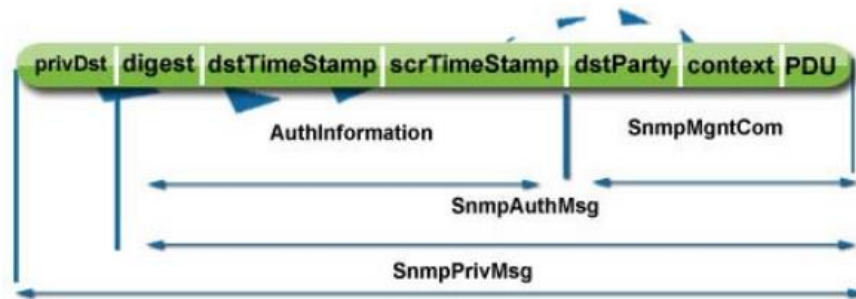 privDst digest dstTimeStamp scrTimeStamp dstParty context PDU
AuthInformation
SnmpMgntCom
SnmpAuthMsg
SnmpPrivMsg